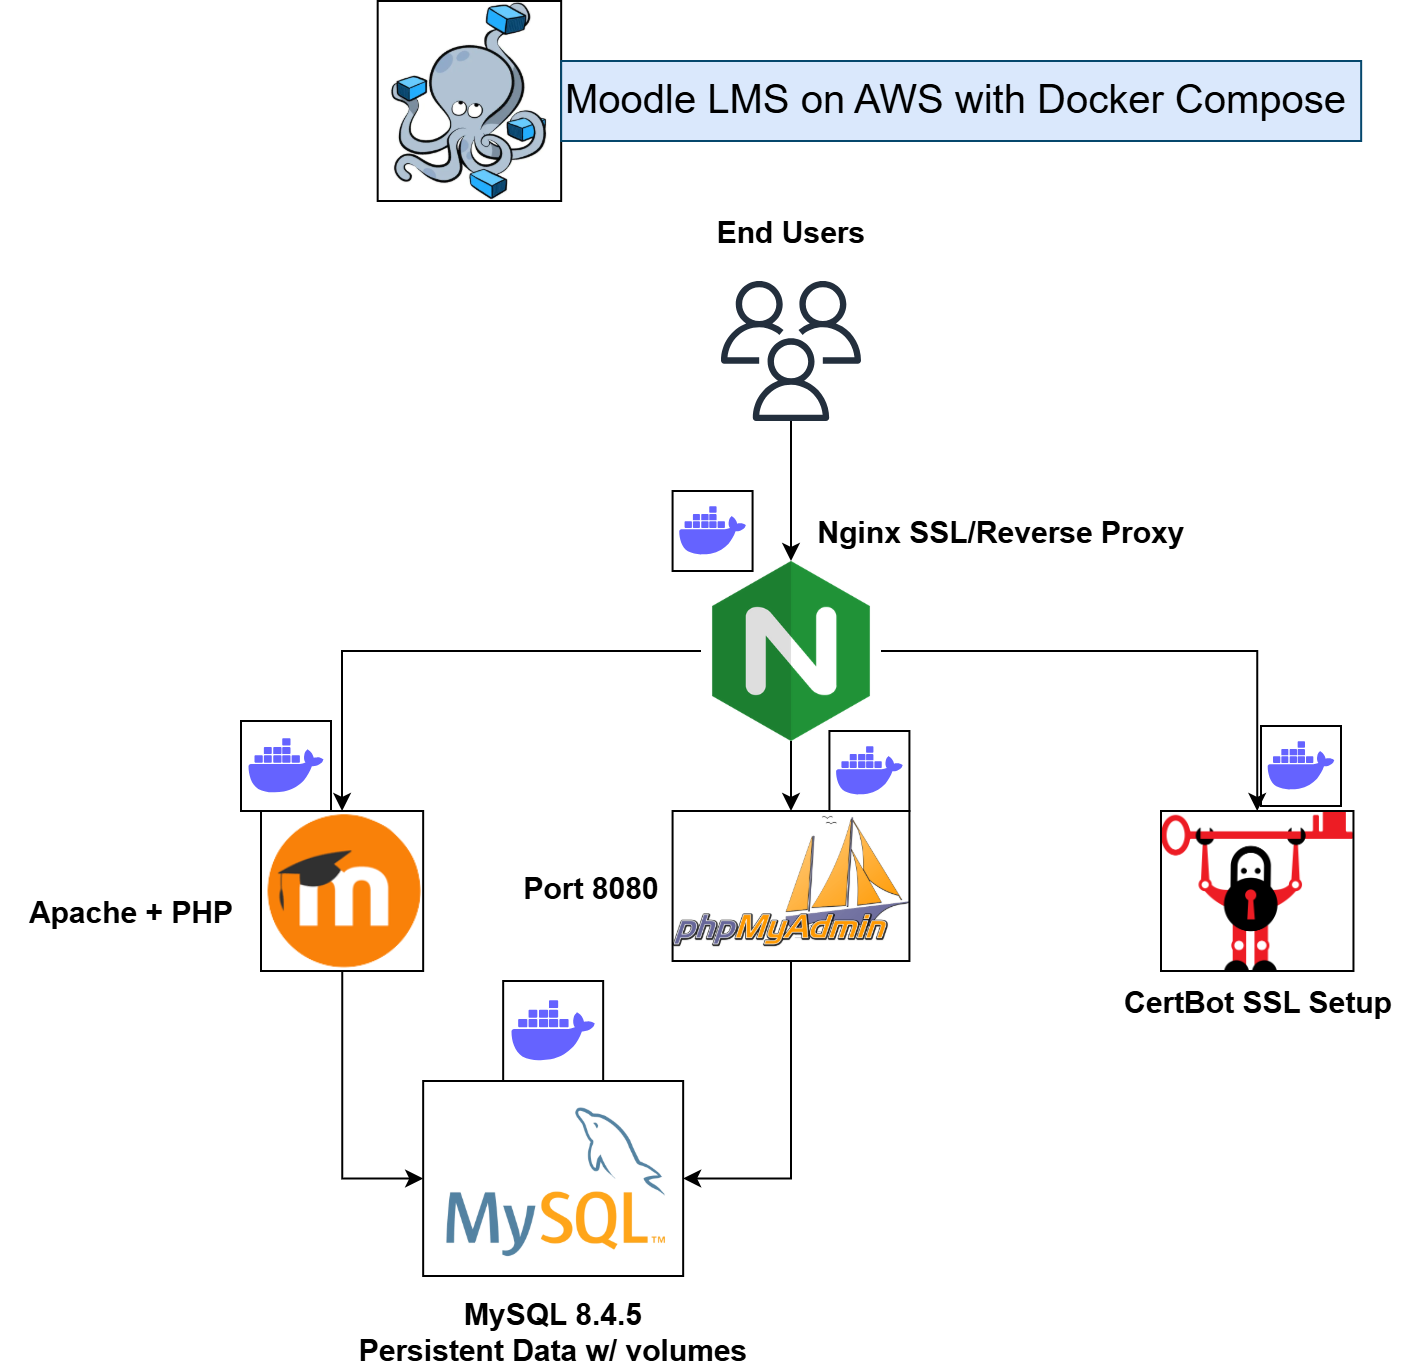 Moodle LMS on AWS with Docker Compose
End Users
Nginx SSL/Reverse Proxy
N
m
Apache + PHP
Port 8080
phpMyAdmin
CertBot SSL Setup
MySQL™
MySQL 8.4.5
Persistent Data w/ volumes